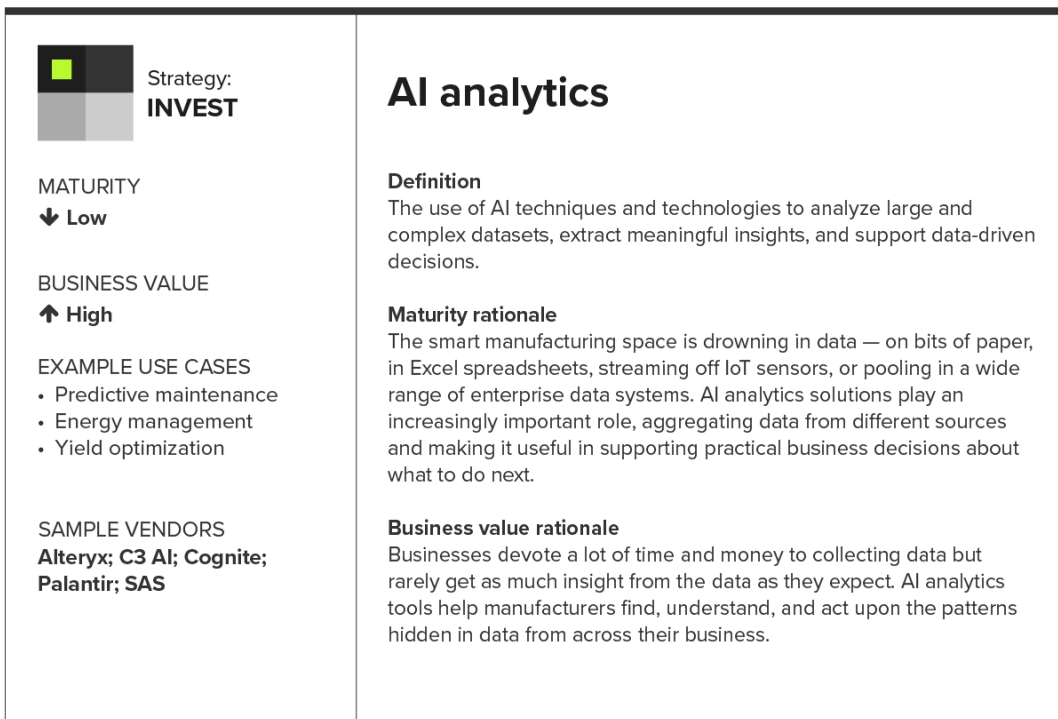 Strategy:
INVEST
MATURITY
↓ Low
BUSINESS VALUE
↑ High
EXAMPLE USE CASES
• Predictive maintenance
• Energy management
• Yield optimization
SAMPLE VENDORS
Alteryx; C3 AI; Cognite;
Palantir; SAS
AI analytics
Definition
The use of AI techniques and technologies to analyze large and
complex datasets, extract meaningful insights, and support data-driven
decisions.
Maturity rationale
The smart manufacturing space is drowning in data — on bits of paper,
in Excel spreadsheets, streaming off IoT sensors, or pooling in a wide
range of enterprise data systems. AI analytics solutions play an
increasingly important role, aggregating data from different sources
and making it useful in supporting practical business decisions about
what to do next.
Business value rationale
Businesses devote a lot of time and money to collecting data but
rarely get as much insight from the data as they expect. AI analytics
tools help manufacturers find, understand, and act upon the patterns
hidden in data from across their business.